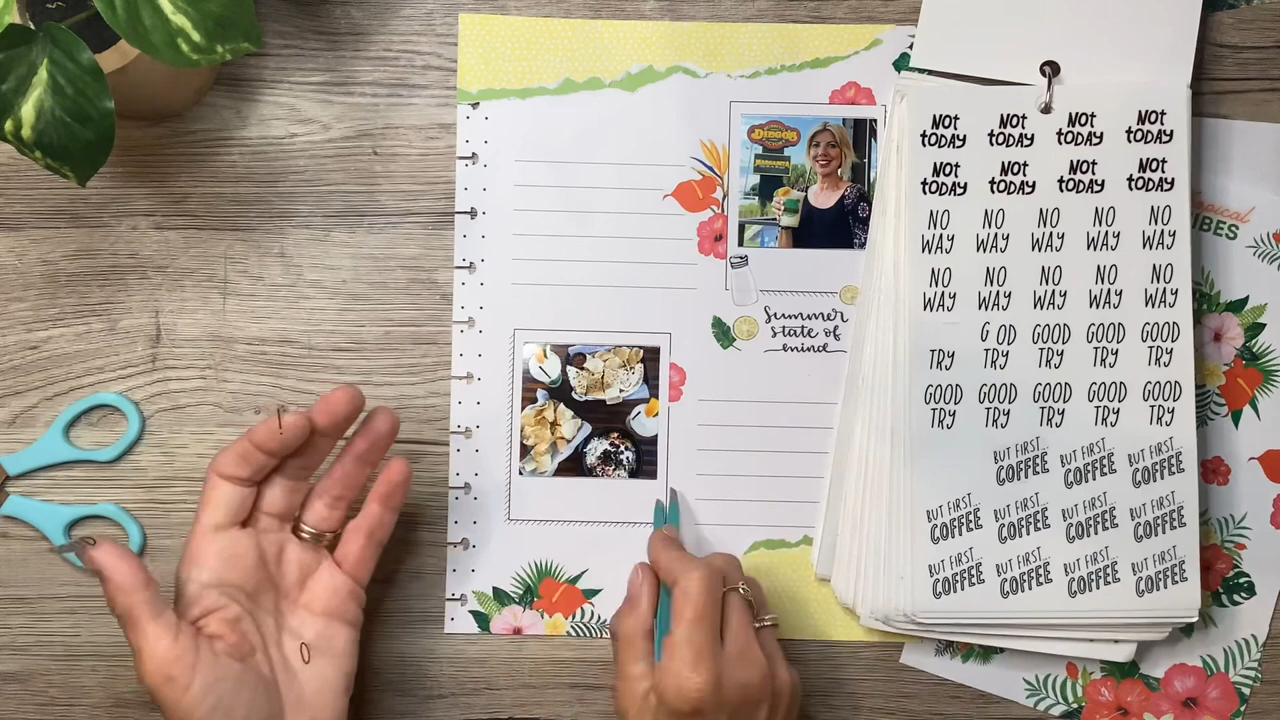 DIEGO'S
MARGARITA
Summer
state of
NOT TODAY NOT TODAY NOT TODAY NOT TODAY
NOT TODAY NOT TODAY NOT TODAY NOT TODAY
NO WAY NO WAY NO WAY NO WAY NO WAY
NO WAY NO WAY NO WAY NO WAY NO WAY
TRY G OD TRY GOOD TRY GOOD TRY GOOD TRY
GOOD TRY GOOD TRY GOOD TRY GOOD TRY GOOD TRY
BUT FIRST... COFFEE BUT FIRST... COFFEE BUT FIRST... COFFEE
BUT FIRST... COFFEE BUT FIRST... COFFEE BUT FIRST... COFFEE BUT FIRST... COFFEE
BUT FIRST... COFFEE BUT FIRST... COFFEE BUT FIRST... COFFEE BUT FIRST... COFFEE
opical
IBES